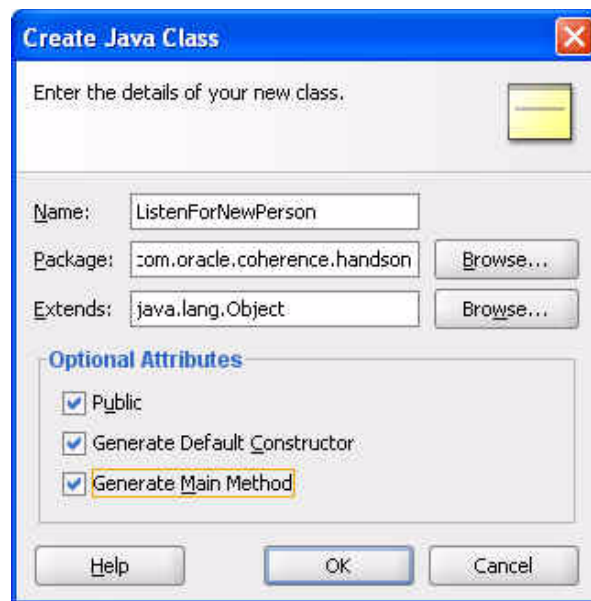 Create Java Class
Enter the details of your new class.
Name: ListenForNewPerson
Package: com.oracle.coherence.handson Browse...
Extends: java.lang.Object Browse...
Optional Attributes
Public
Generate Default Constructor
Generate Main Method
Help OK Cancel